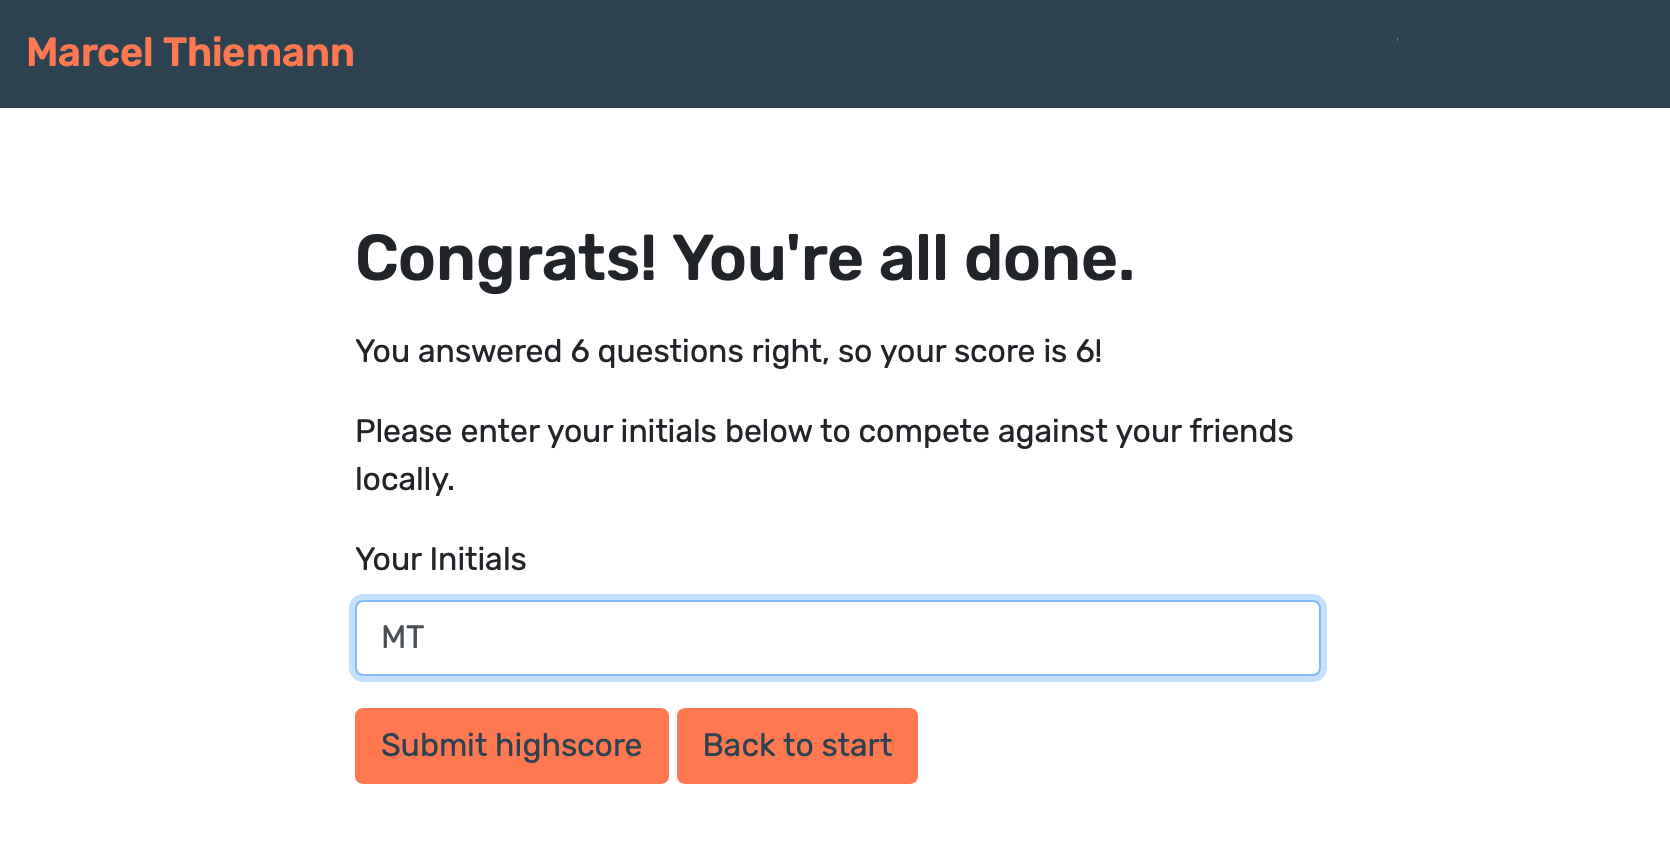 Marcel Thiemann
Congrats! You're all done.
You answered 6 questions right, so your score is 6!
Please enter your initials below to compete against your friends
locally.
Your Initials
MT
Submit highscore
Back to start